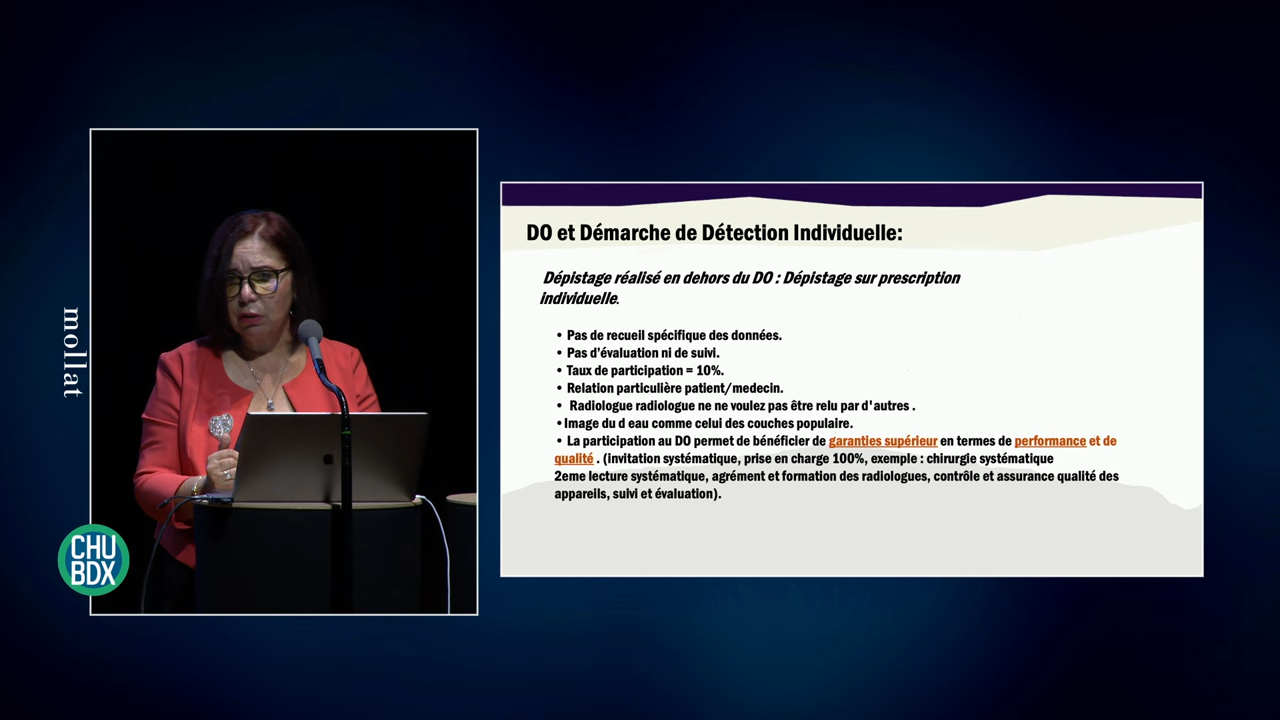 mollat
CHU
BDX
DO et Démarche de Détection Individuelle:
Dépistage réalisé en dehors du DO : Dépistage sur prescription
individuelle.
• Pas de recueil spécifique des données.
• Pas d'évaluation ni de suivi.
• Taux de participation = 10%.
• Relation particulière patient/medecin.
• Radiologue radiologue ne ne voulez pas être relu par d'autres .
•Image du d eau comme celui des couches populaire.
• La participation au DO permet de bénéficier de garanties supérieur en termes de performance et de
qualité . (invitation systématique, prise en charge 100%, exemple : chirurgie systématique
2eme lecture systématique, agrément et formation des radiologues, contrôle et assurance qualité des
appareils, suivi et évaluation).